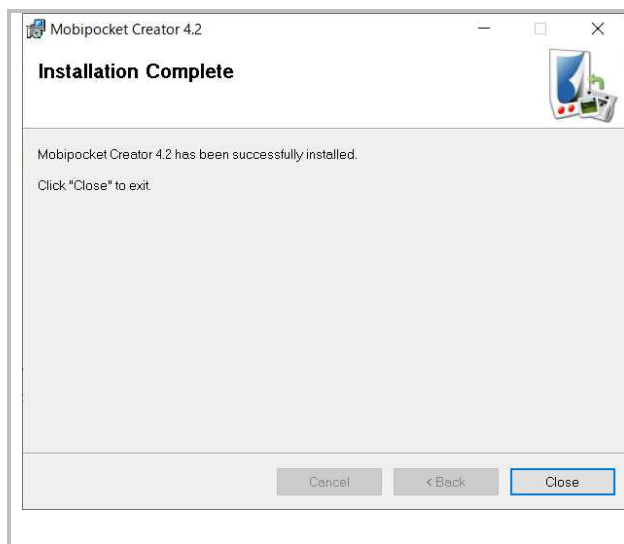 Mobipocket Creator 4.2
Installation Complete
Mobipocket Creator 4.2 has been successfully installed.
Click "Close" to exit.
Cancel
< Back
Close